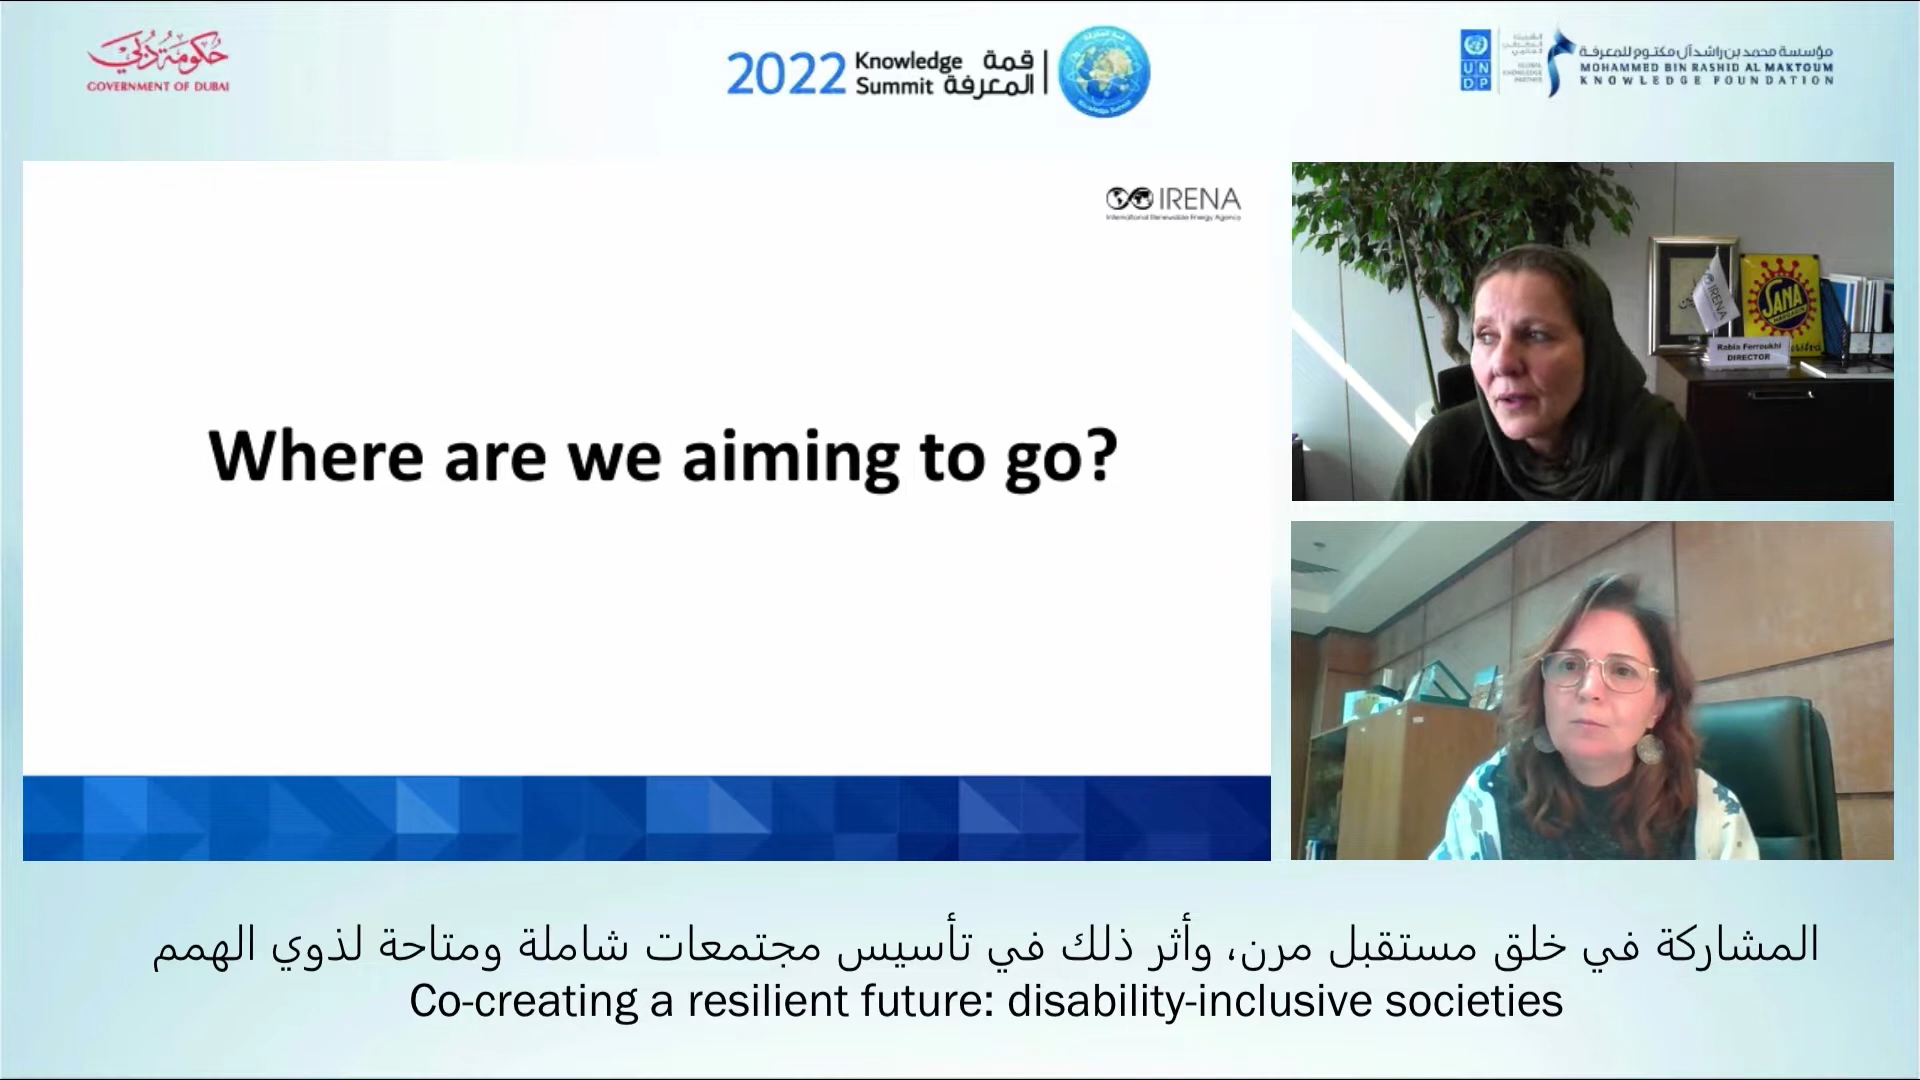 حكومة دبي
GOVERNMENT OF DUBAI
2022 Knowledge Summit
قمة المعرفة
UNDP
مؤسسة محمد بن راشد آل مكتوم للمعرفة
MOHAMMED BIN RASHID AL MAKTOUM
KNOWLEDGE FOUNDATION
IRENA
International Renewable Energy Agency
Where are we aiming to go?
IRENA
SANA
Rabia Ferroukhi
DIRECTOR
المشاركة في خلق مستقبل مرن، وأثر ذلك في تأسيس مجتمعات شاملة ومتاحة لذوي الهمم
Co-creating a resilient future: disability-inclusive societies